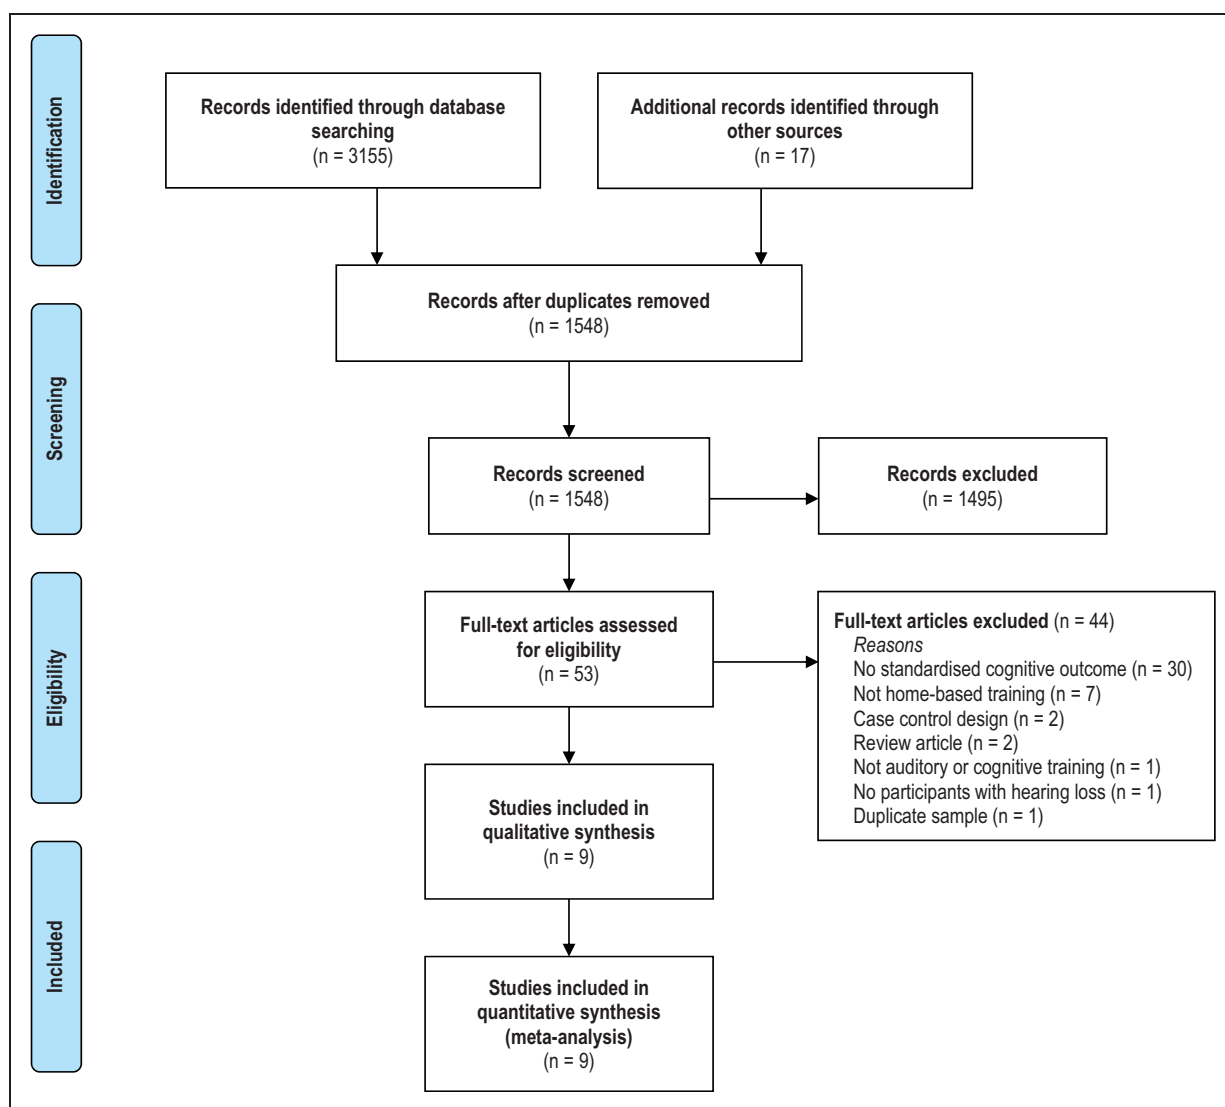 Identification
Records identified through database
searching
(n = 3155)
Additional records identified through
other sources
(n = 17)
Records after duplicates removed
(n = 1548)
Screening
Records screened
(n = 1548)
Records excluded
(n = 1495)
Eligibility
Full-text articles assessed
for eligibility
(n = 53)
Full-text articles excluded (n = 44)
Reasons
No standardised cognitive outcome (n = 30)
Not home-based training (n = 7)
Case control design (n = 2)
Review article (n = 2)
Not auditory or cognitive training (n = 1)
No participants with hearing loss (n = 1)
Duplicate sample (n = 1)
Studies included in
qualitative synthesis
(n = 9)
Included
Studies included in
quantitative synthesis
(meta-analysis)
(n = 9)